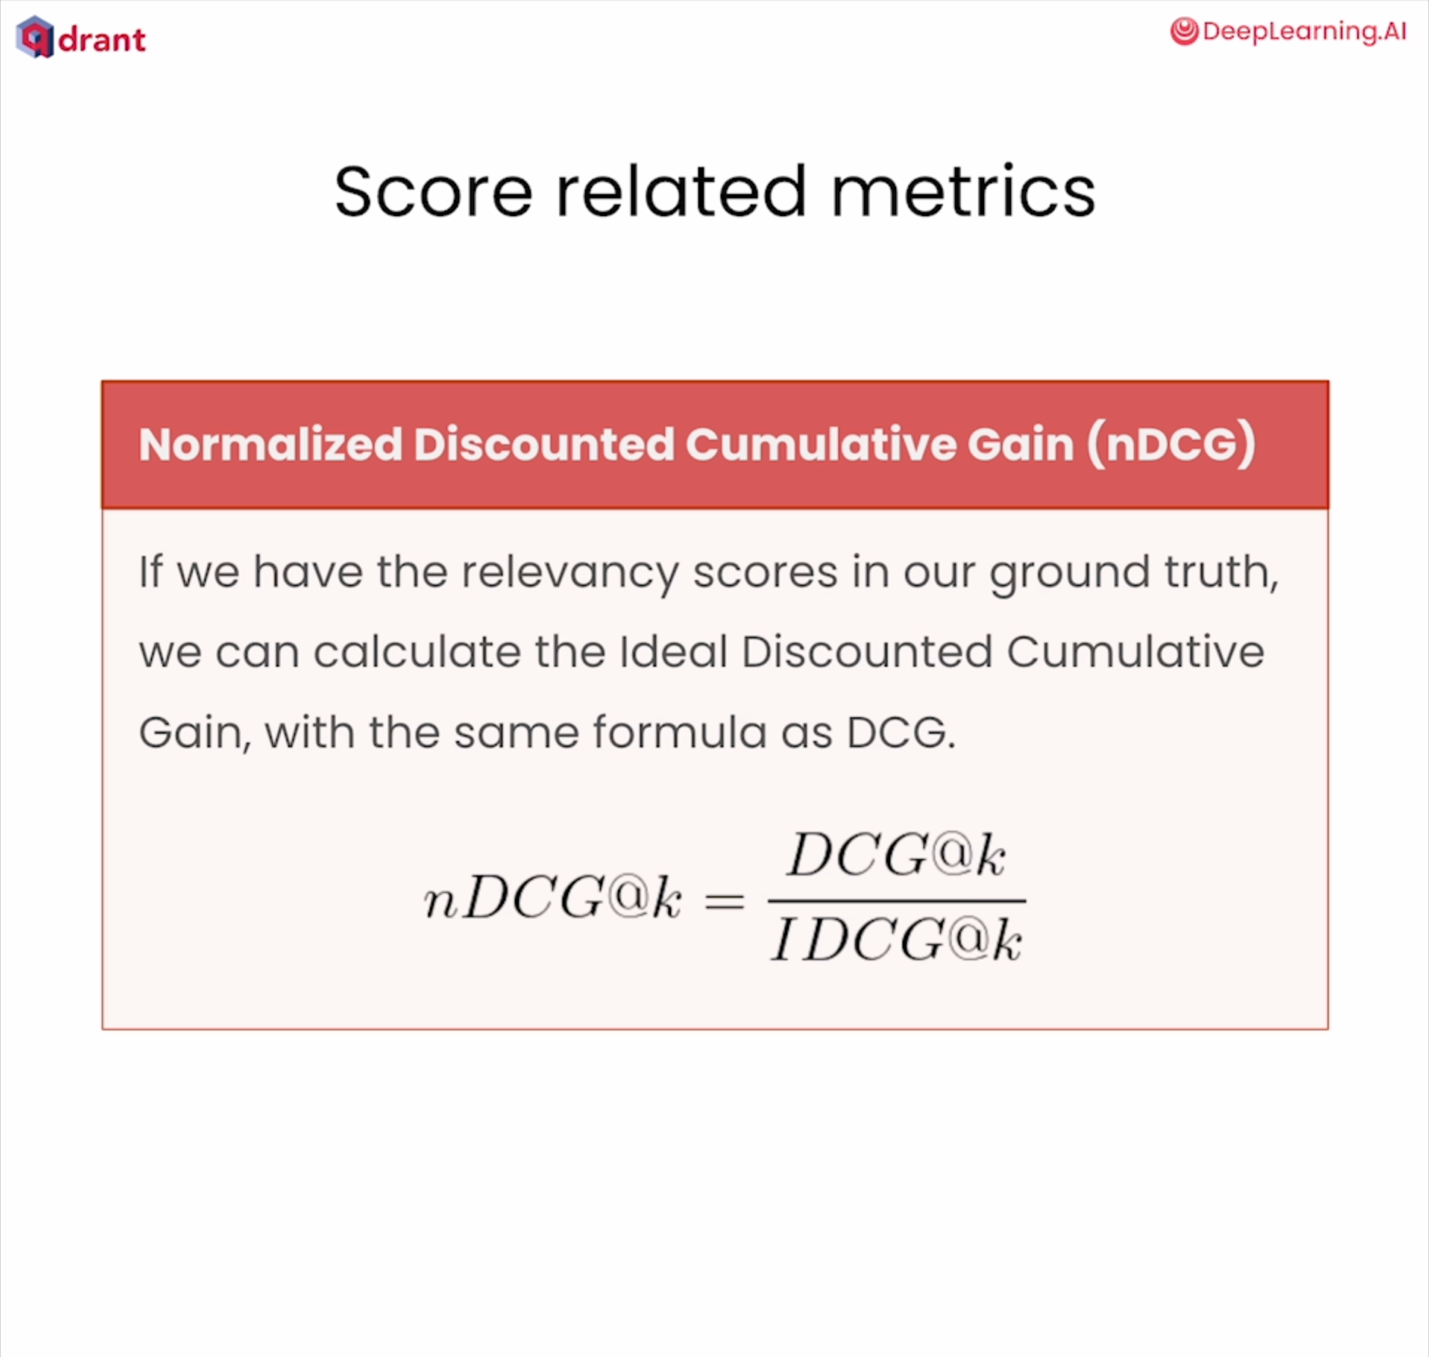 qdrant
DeepLearning.AI
Score related metrics
Normalized Discounted Cumulative Gain (nDCG)
If we have the relevancy scores in our ground truth,
we can calculate the Ideal Discounted Cumulative
Gain, with the same formula as DCG.
nDCG@k = DCG@k / IDCG@k